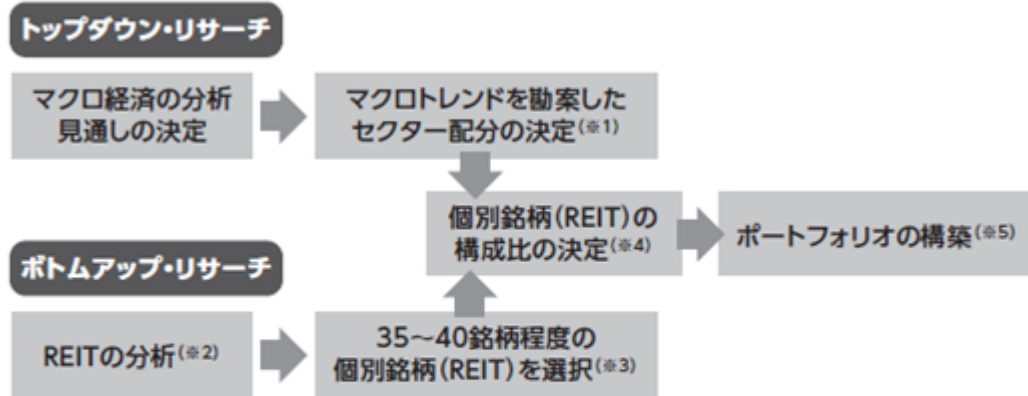 トップダウン・リサーチ
マクロ経済の分析
見通しの決定
マクロトレンドを勘案した
セクター配分の決定(※1)
個別銘柄(REIT)の
構成比の決定(※4)
ポートフォリオの構築(※5)
ボトムアップ・リサーチ
REITの分析(※2)
35〜40銘柄程度の
個別銘柄(REIT)を選択(※3)